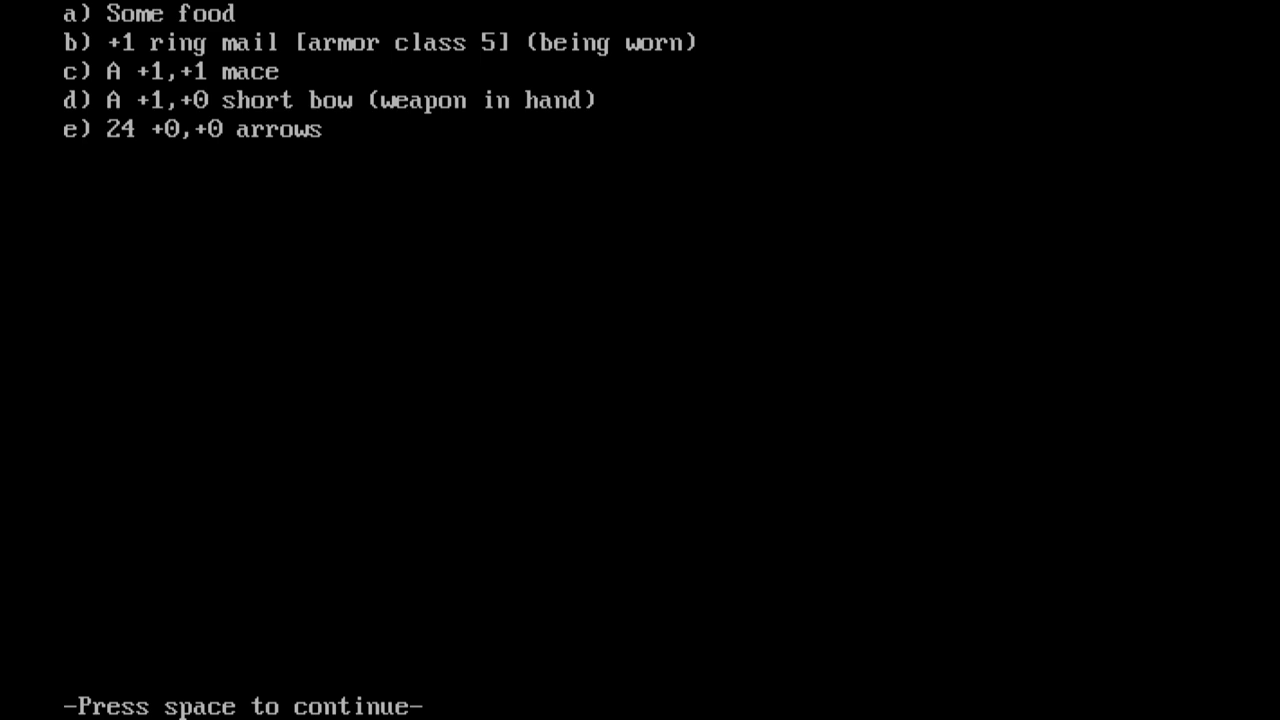 a) Some food
b) +1 ring mail [armor class 5] (being worn)
c) A +1,+1 mace
d) A +1,+0 short bow (weapon in hand)
e) 24 +0,+0 arrows
-Press space to continue-